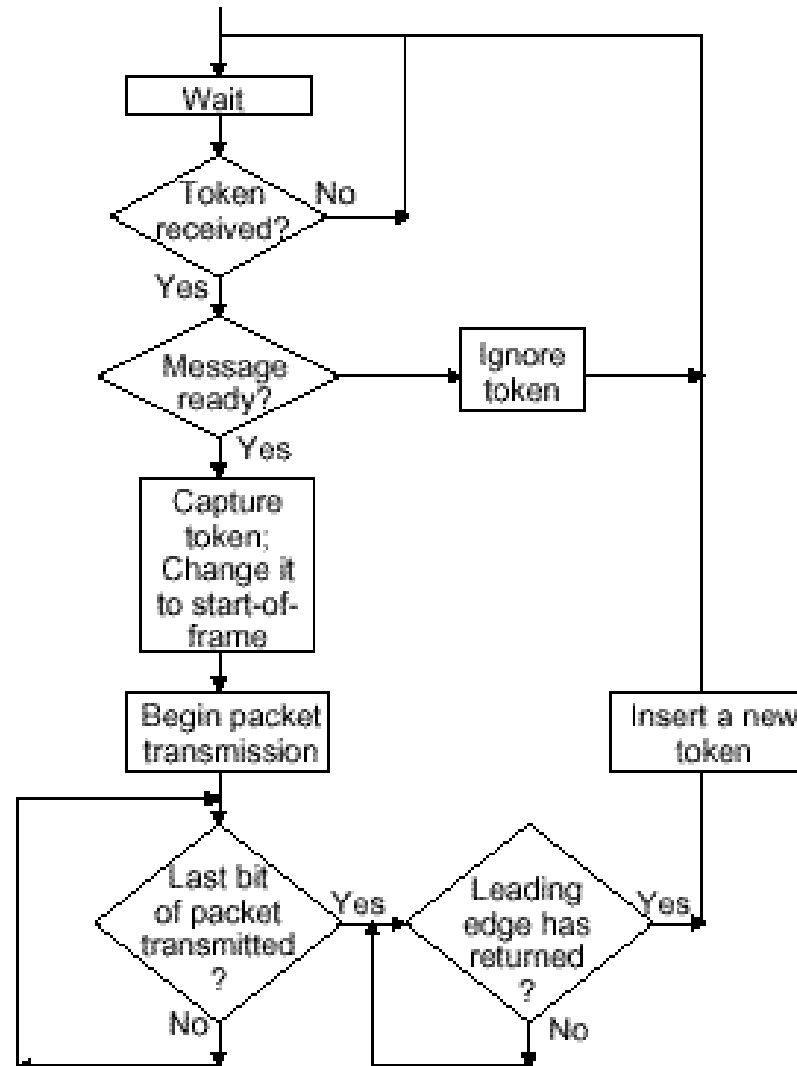 Wait
Token
received?
No
Yes
Message
ready?
Ignore
token
Yes
Capture
token;
Change it
to start-of-
frame
Begin packet
transmission
Insert a new
token
Last bit
of packet
transmitted
?
Yes
No
Leading
edge has
returned
?
Yes
No